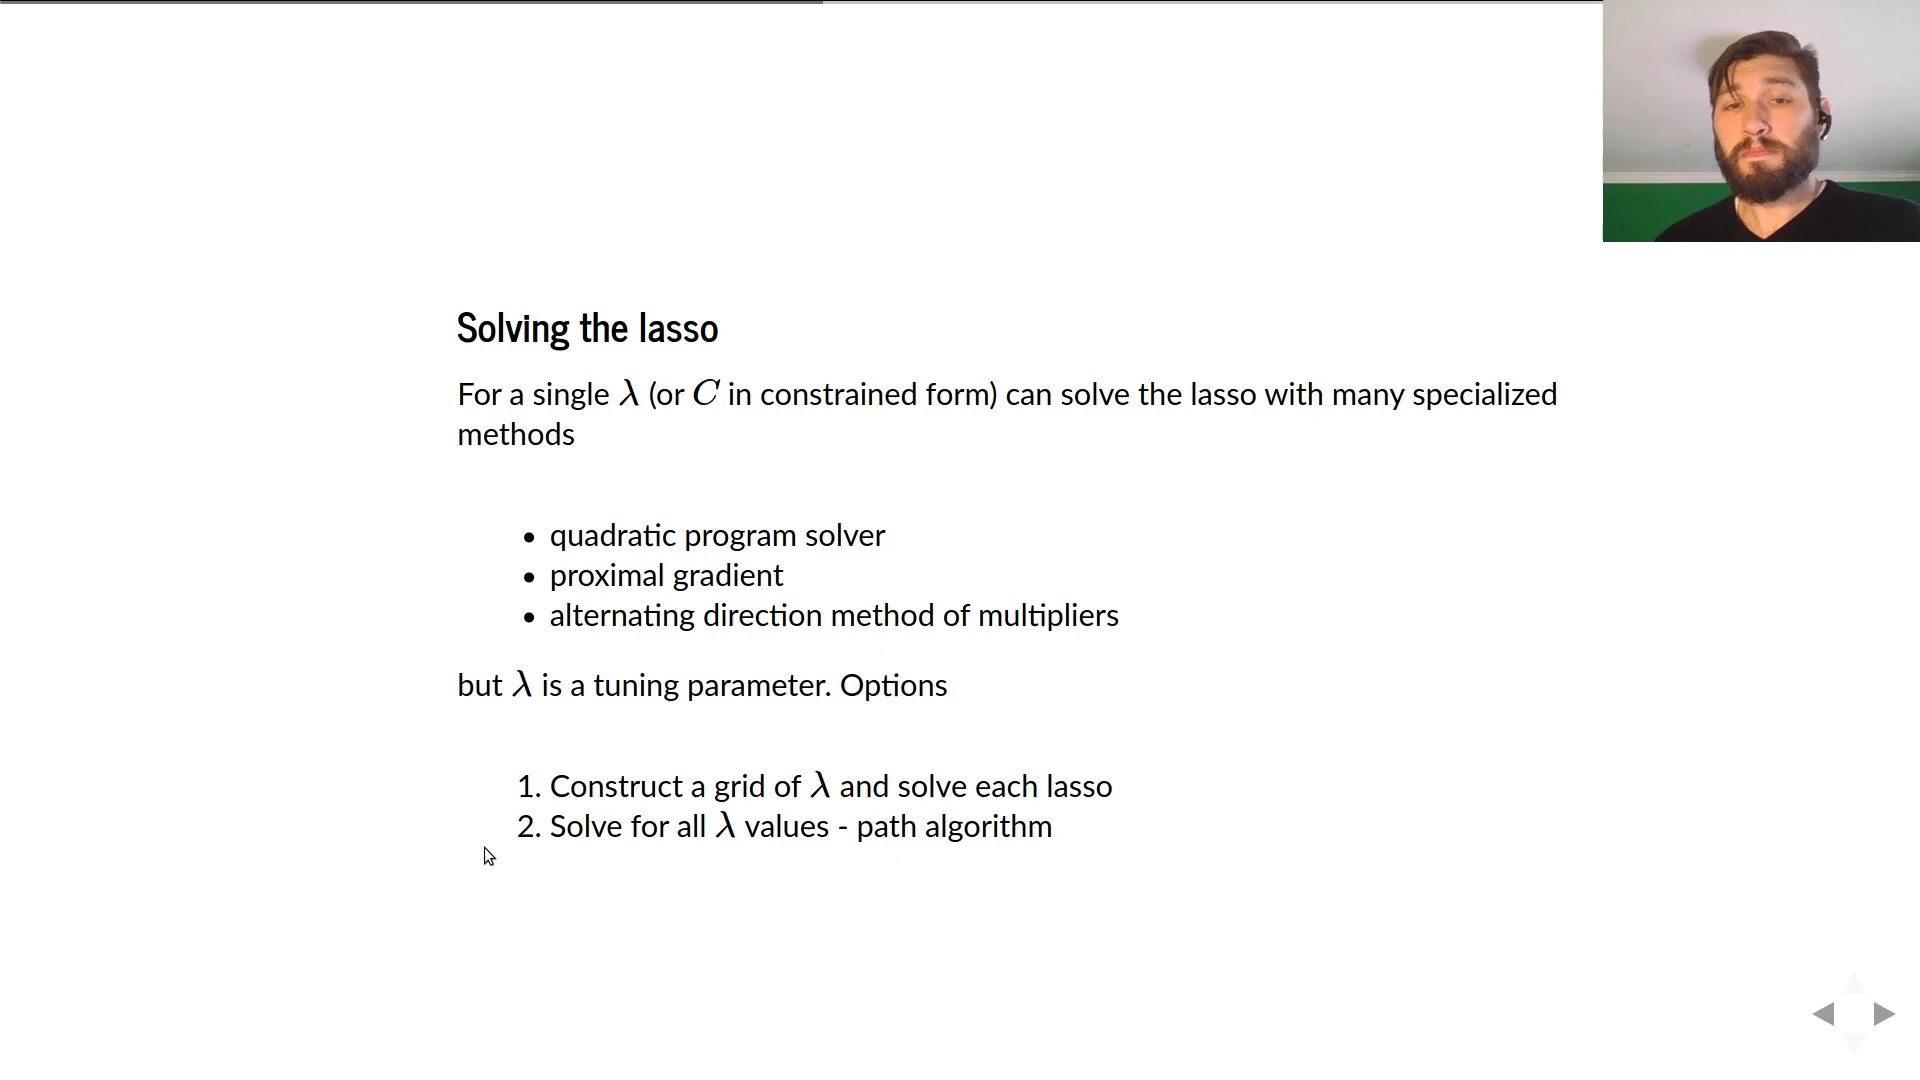 Solving the lasso
For a single λ (or C in constrained form) can solve the lasso with many specialized
methods
• quadratic program solver
• proximal gradient
• alternating direction method of multipliers
but λ is a tuning parameter. Options
1. Construct a grid of λ and solve each lasso
2. Solve for all λ values - path algorithm